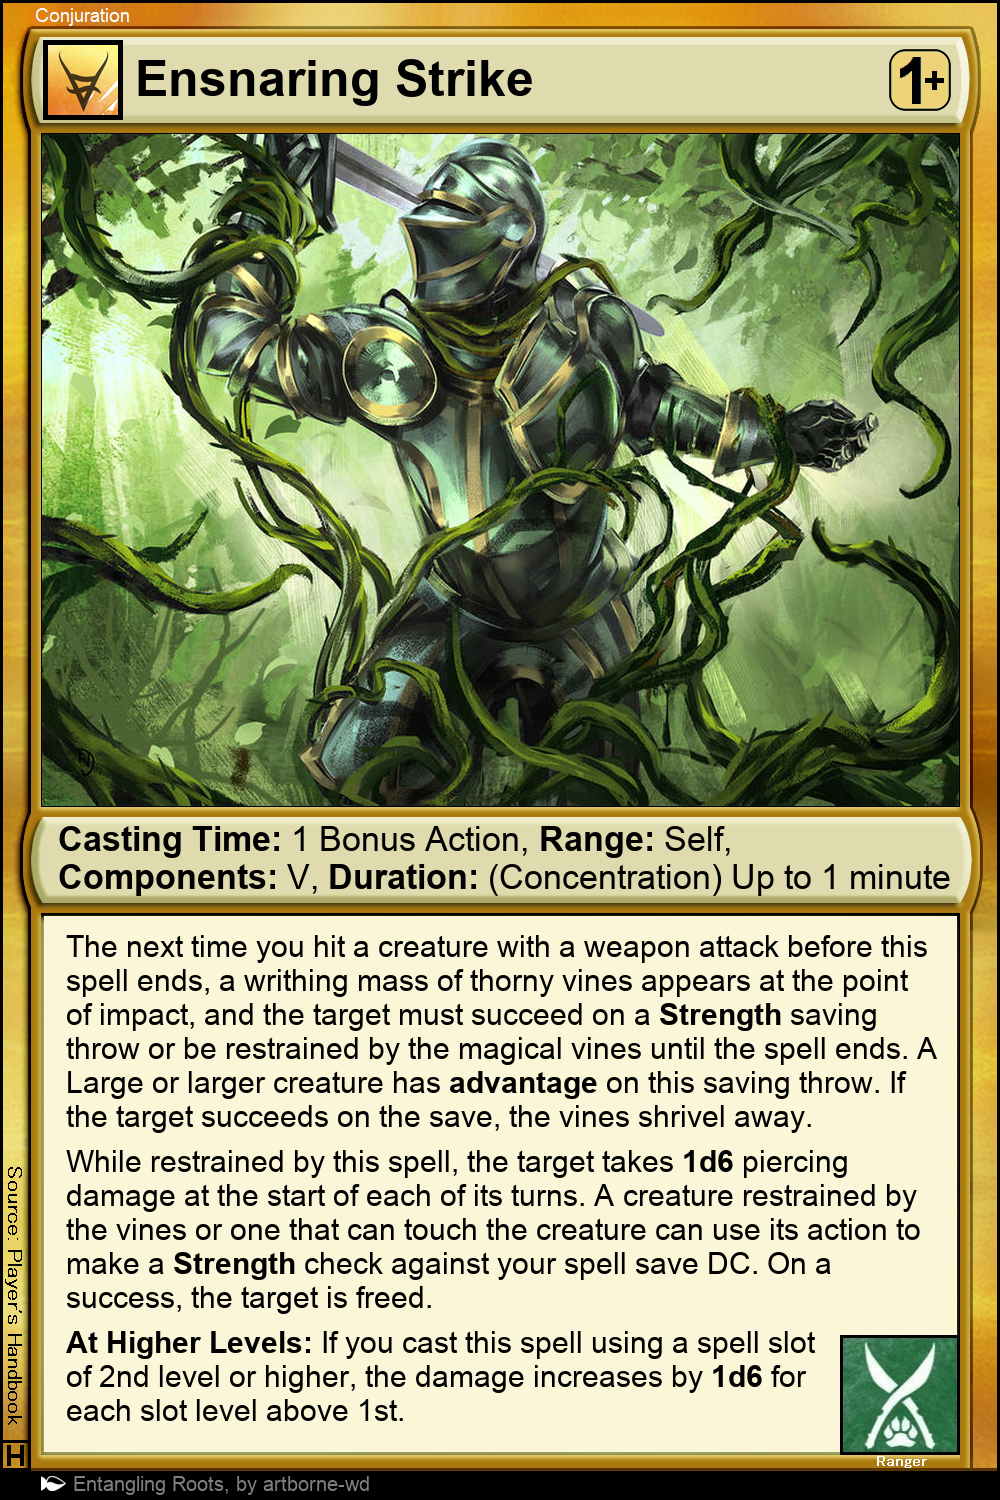 Conjuration
Ensnaring Strike
1+
Casting Time: 1 Bonus Action, Range: Self,
Components: V, Duration: (Concentration) Up to 1 minute
The next time you hit a creature with a weapon attack before this
spell ends, a writhing mass of thorny vines appears at the point
of impact, and the target must succeed on a Strength saving
throw or be restrained by the magical vines until the spell ends. A
Large or larger creature has advantage on this saving throw. If
the target succeeds on the save, the vines shrivel away.
While restrained by this spell, the target takes 1d6 piercing
damage at the start of each of its turns. A creature restrained by
the vines or one that can touch the creature can use its action to
make a Strength check against your spell save DC. On a
success, the target is freed.
At Higher Levels: If you cast this spell using a spell slot
of 2nd level or higher, the damage increases by 1d6 for
each slot level above 1st.
Ranger
Source: Player's Handbook
H
Entangling Roots, by artborne-wd